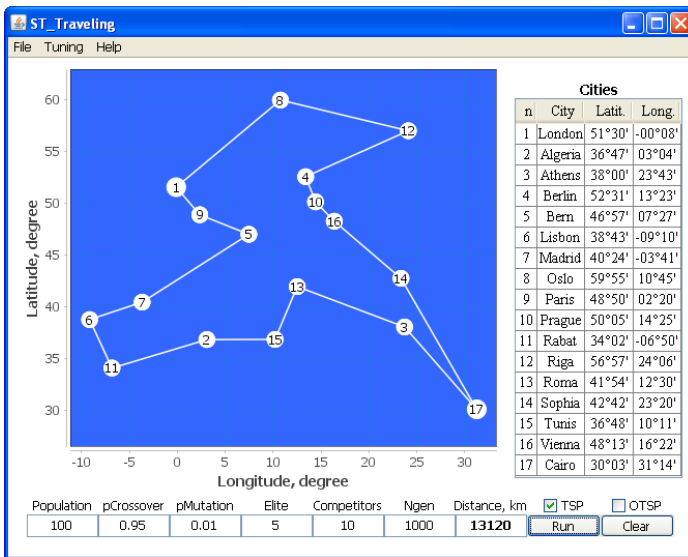 ST_Traveling
File Tuning Help
Cities
n City Latit. Long.
1 London 51°30' -00°08'
2 Algeria 36°47' 03°04'
3 Athens 38°00' 23°43'
4 Berlin 52°31' 13°23'
5 Bern 46°57' 07°27'
6 Lisbon 38°43' -09°10'
7 Madrid 40°24' -03°41'
8 Oslo 59°55' 10°45'
9 Paris 48°50' 02°20'
10 Prague 50°05' 14°25'
11 Rabat 34°02' -06°50'
12 Riga 56°57' 24°06'
13 Roma 41°54' 12°30'
14 Sophia 42°42' 23°20'
15 Tunis 36°48' 10°11'
16 Vienna 48°13' 16°22'
17 Cairo 30°03' 31°14'
Latitude, degree
60
55
50
45
40
35
30
8
12
4
1
10
9
16
5
14
13
7
6
3
2
15
11
17
-10 -5 0 5 10 15 20 25 30
Longitude, degree
Population pCrossover pMutation Elite Competitors Ngen Distance, km TSP OTSP
100 0.95 0.01 5 10 1000 13120 Run Clear